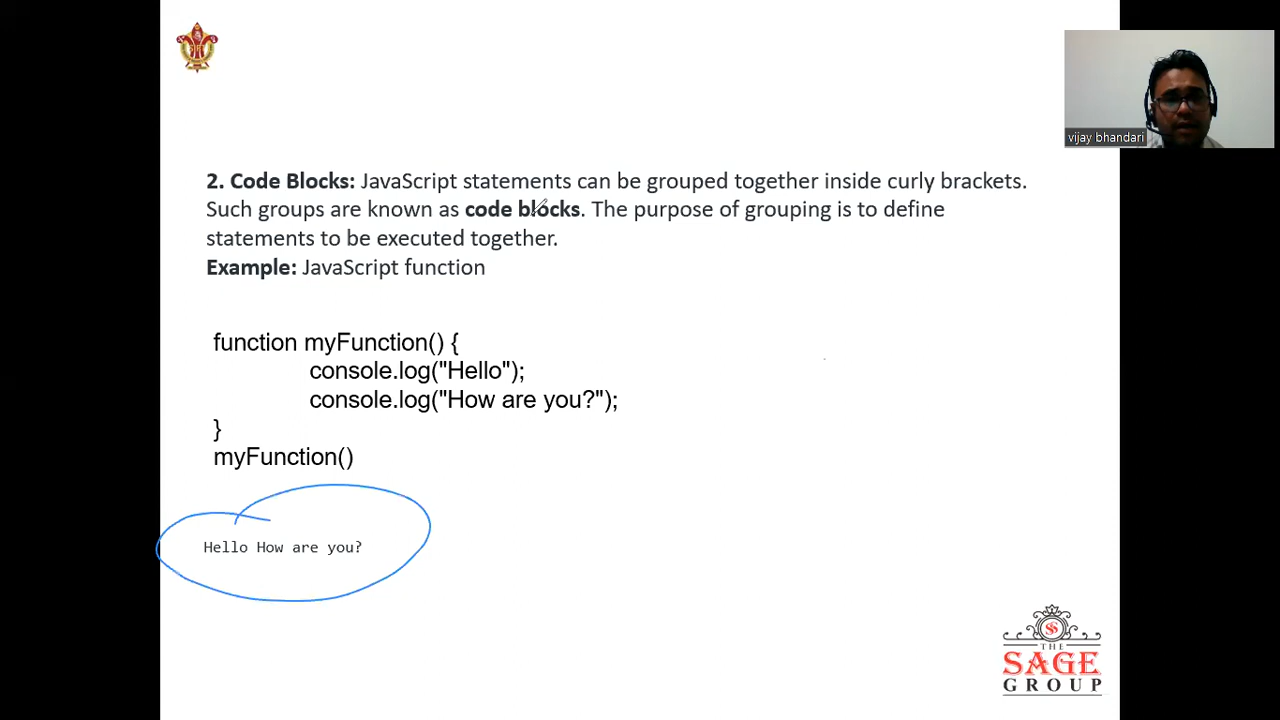 vijay bhandari
2. Code Blocks: JavaScript statements can be grouped together inside curly brackets.
Such groups are known as code blocks. The purpose of grouping is to define
statements to be executed together.
Example: JavaScript function
function myFunction() {
console.log("Hello");
console.log("How are you?");
}
myFunction()
Hello How are you?
THE
SAGE
GROUP